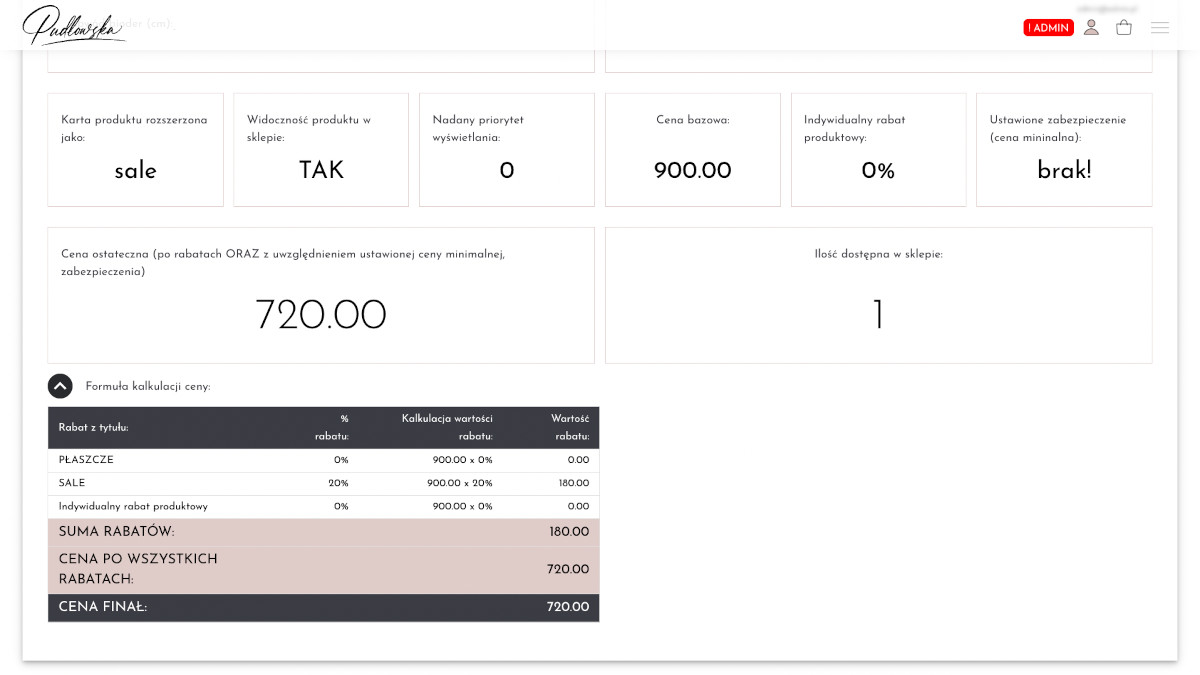 Pudłowska
! ADMIN
Karta produktu rozszerzona
jako:
sale
Widoczność produktu w
sklepie:
TAK
Nadany priorytet
wyświetlania:
0
Cena bazowa:
900.00
Indywidualny rabat
produktowy:
0%
Ustawione zabezpieczenie
(cena mininalna):
brak!
Cena ostateczna (po rabatach ORAZ z uwzględnieniem ustawionej ceny minimalnej,
zabezpieczenia)
720.00
Ilość dostępna w sklepie:
1
Formuła kalkulacji ceny:
Rabat z tytułu: % rabatu: Kalkulacja wartości rabatu: Wartość rabatu:
PŁASZCZE 0% 900.00 x 0% 0.00
SALE 20% 900.00 x 20% 180.00
Indywidualny rabat produktowy 0% 900.00 x 0% 0.00
SUMA RABATÓW: 180.00
CENA PO WSZYSTKICH
RABATACH: 720.00
CENA FINAŁ: 720.00